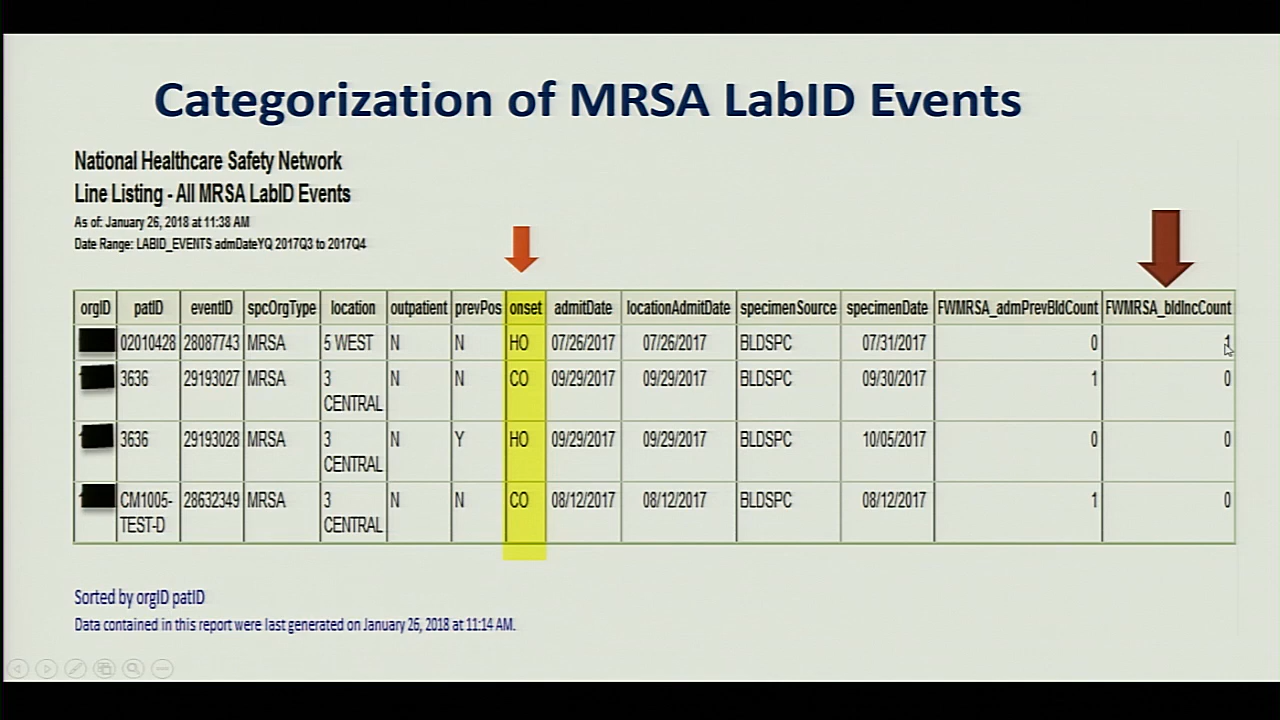 Categorization of MRSA LabID Events
National Healthcare Safety Network
Line Listing - All MRSA LabID Events
As of: January 26, 2018 at 11:38 AM
Date Range: LABID_EVENTS admDateYQ 2017Q3 to 2017Q4
orgID patID eventID spcOrgType location outpatient prevPos onset admitDate locationAdmitDate specimenSource specimenDate FWMRSA_admPrevBldCount FWMRSA_bldIncCount
02010428 28087743 MRSA 5 WEST N N HO 07/26/2017 07/26/2017 BLDSPC 07/31/2017 0 1
3636 29193027 MRSA 3 N N CO 09/29/2017 09/29/2017 BLDSPC 09/30/2017 1 0
CENTRAL
3636 29193028 MRSA 3 N Y HO 09/29/2017 09/29/2017 BLDSPC 10/05/2017 0 0
CENTRAL
CM1005- 28632349 MRSA 3 N N CO 08/12/2017 08/12/2017 BLDSPC 08/12/2017 1 0
TEST-D CENTRAL
Sorted by orgID patID
Data contained in this report were last generated on January 26, 2018 at 11:14 AM.